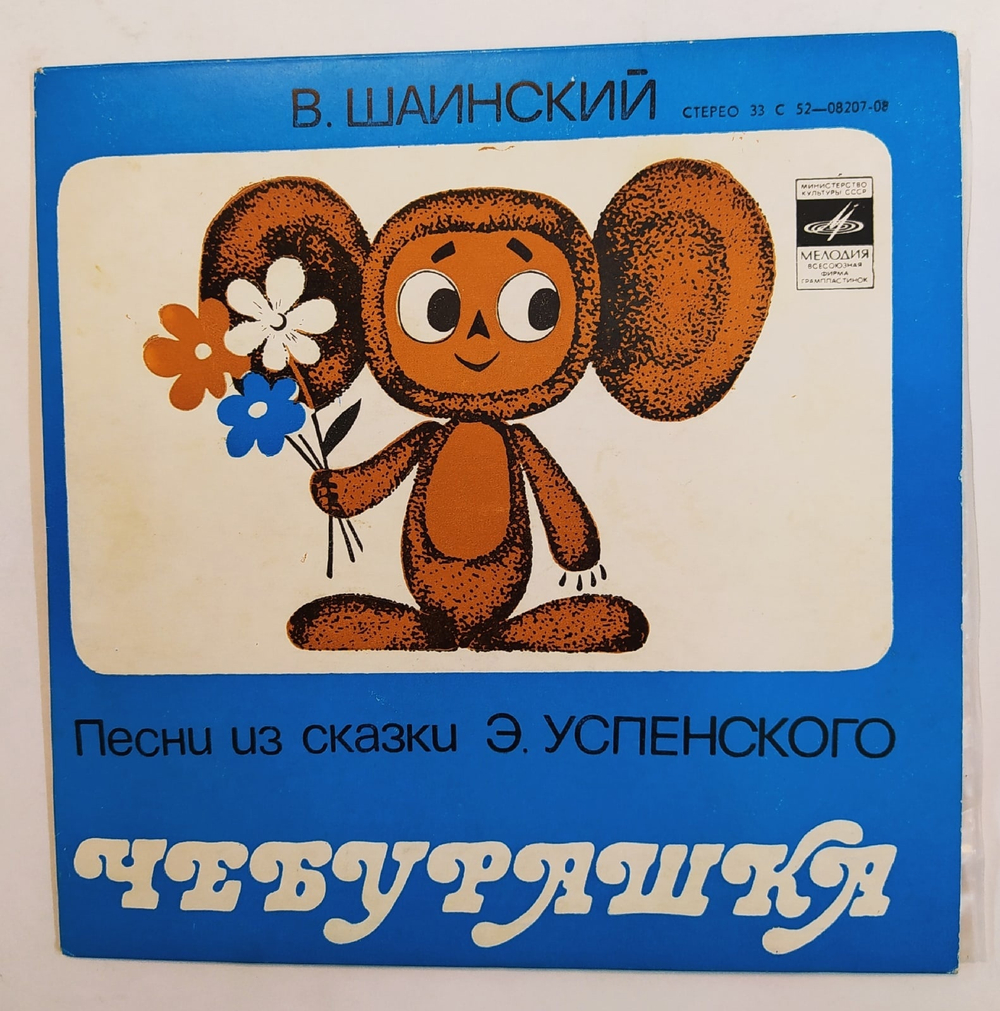 В. ШАИНСКИЙ
СТЕРЕО 33 С 52—08207-08
МИНИСТЕРСТВО
КУЛЬТУРЫ СССР
МЕЛОДИЯ
ВСЕСОЮЗНАЯ
ФИРМА
ГРАМПЛАСТИНОК
Песни из сказки Э. УСПЕНСКОГО
ЧЕБУРАШКА